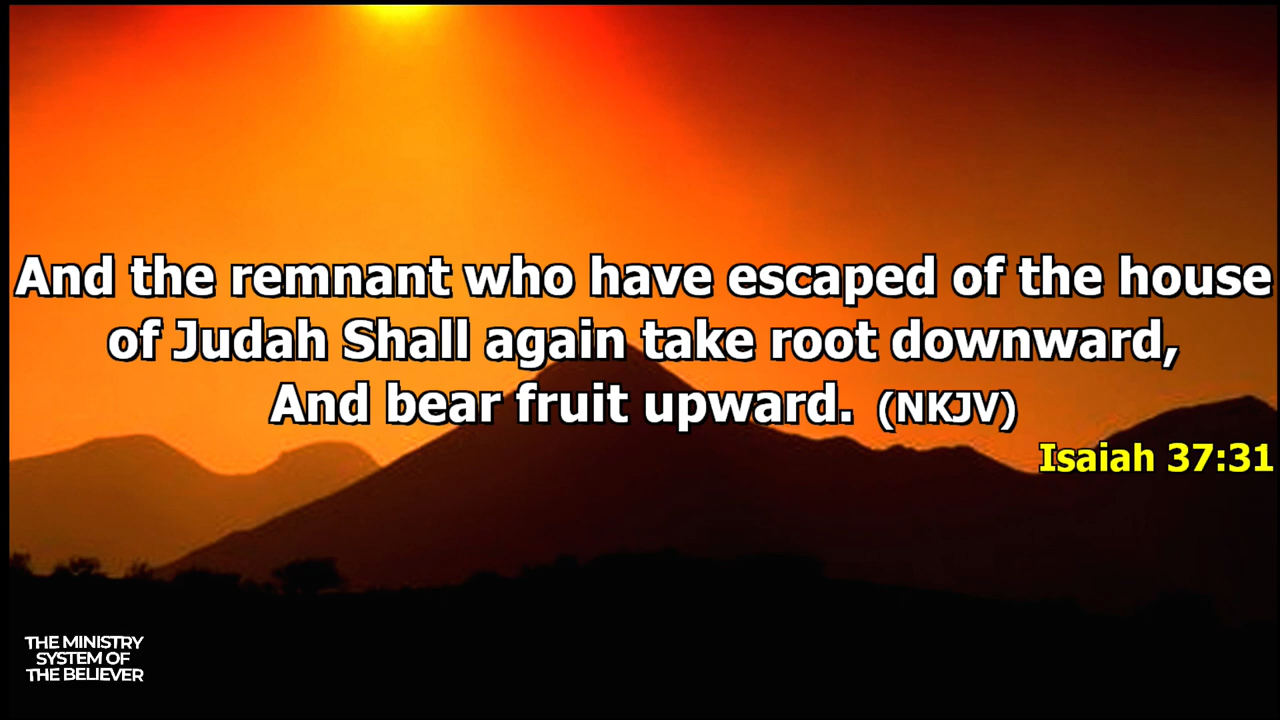 And the remnant who have escaped of the house
of Judah Shall again take root downward,
And bear fruit upward. (NKJV)
Isaiah 37:31
THE MINISTRY
SYSTEM OF
THE BELIEVER